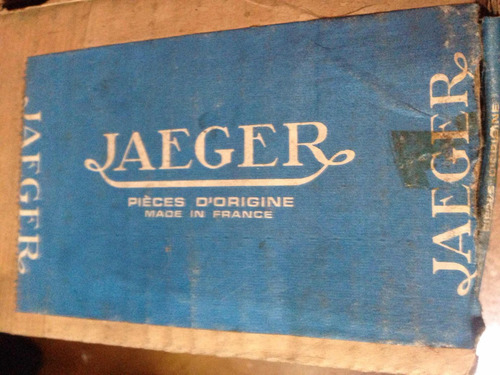 JAEGER
PIÈCES D'ORIGINE
MADE IN FRANCE
JAEGER
JAEGER